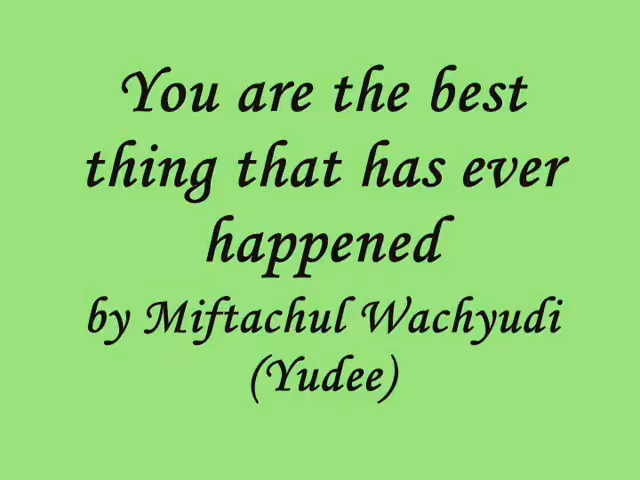 You are the best
thing that has ever
happened
by Miftachul Wachyudi
(Yudee)